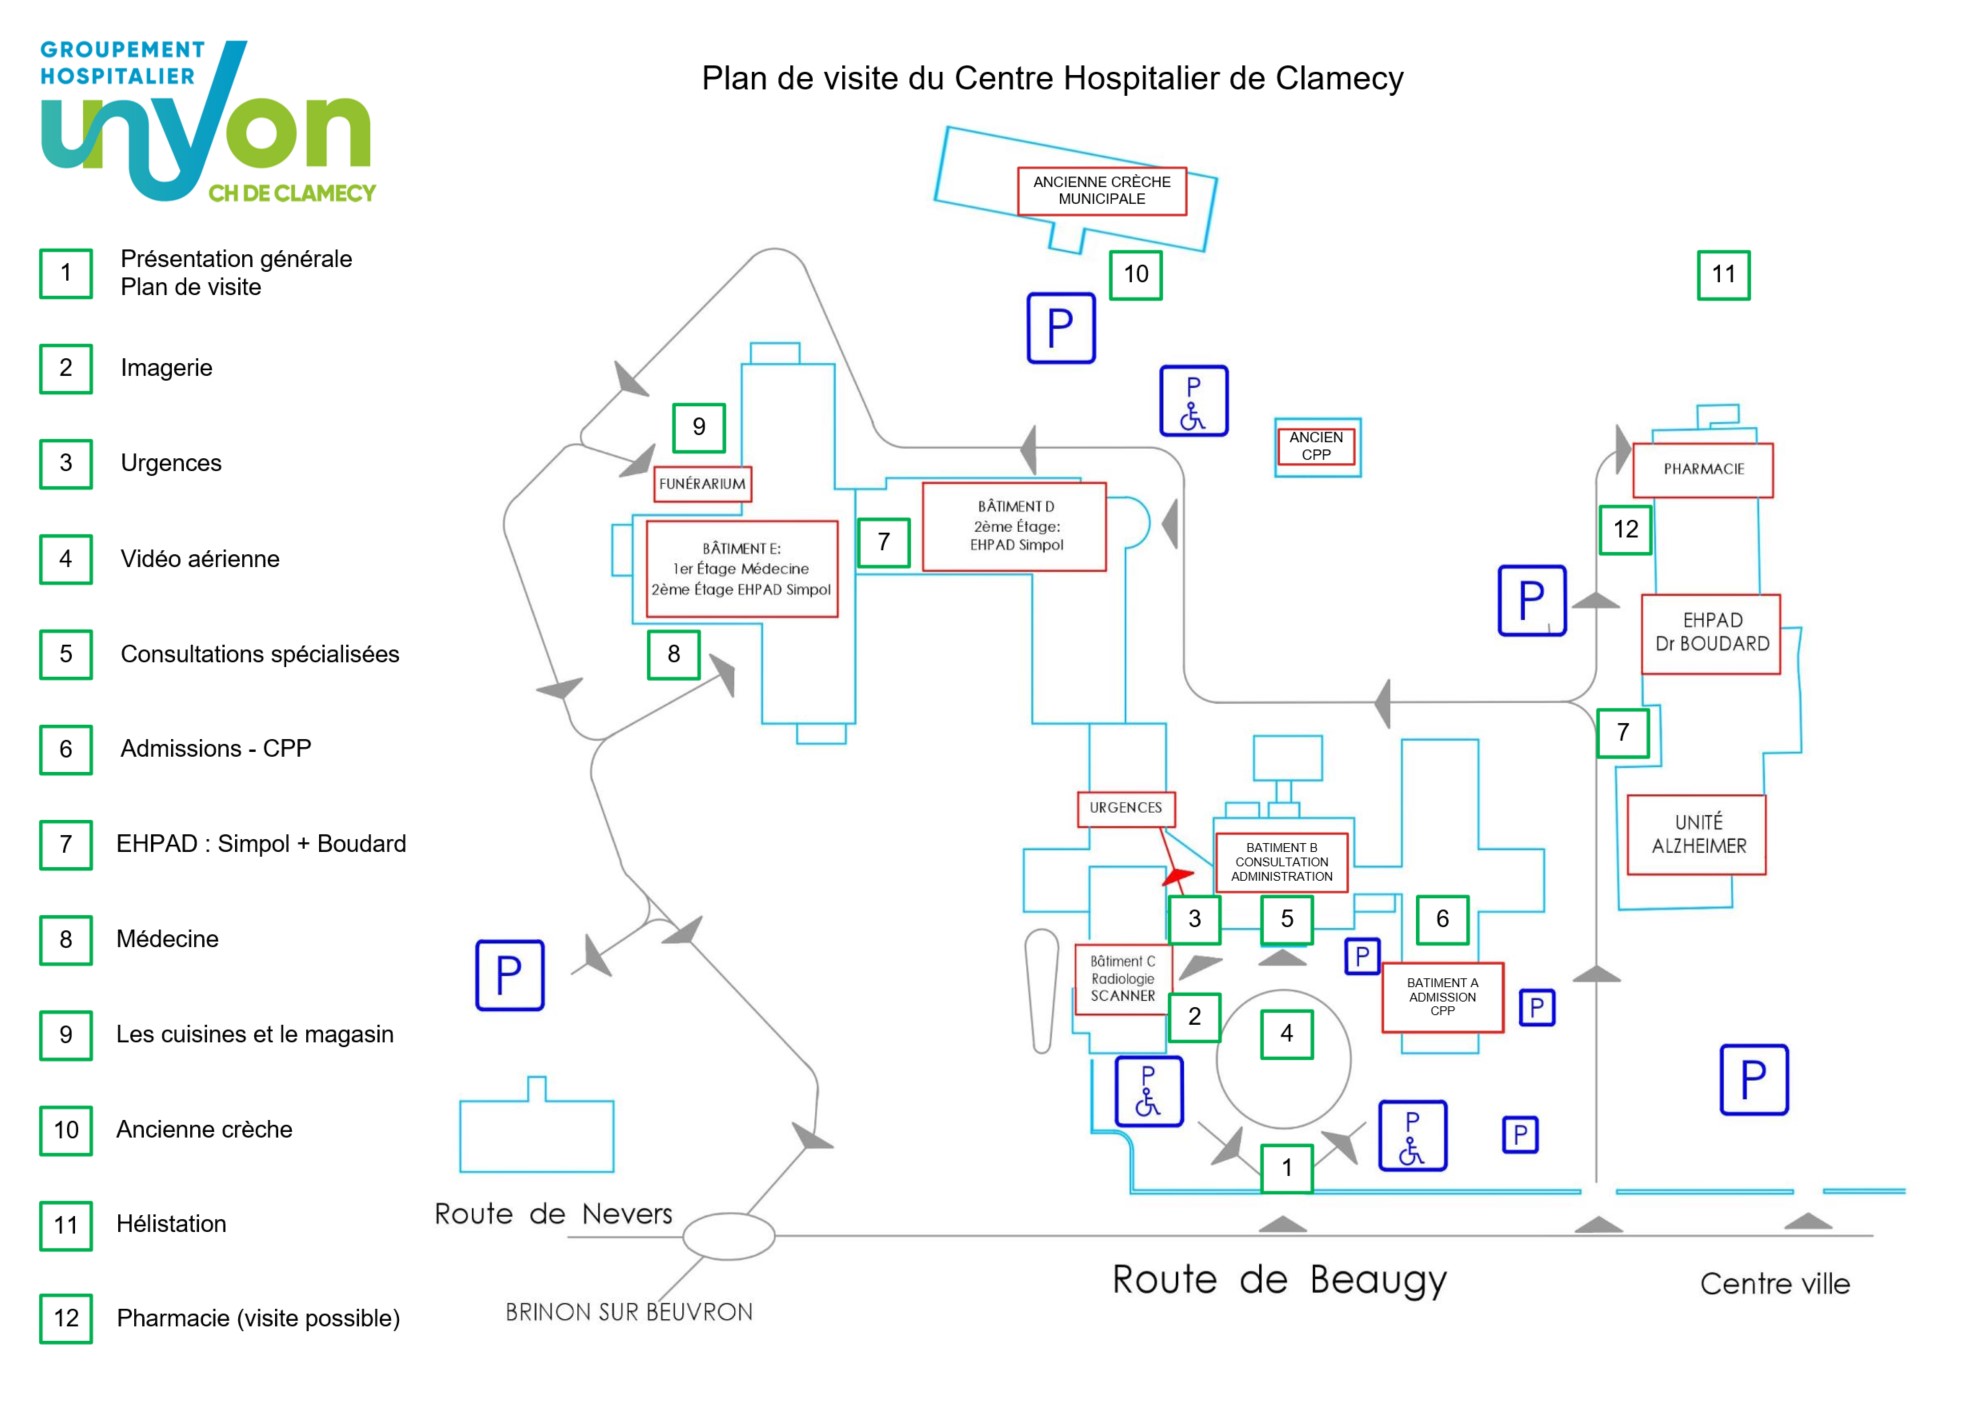 GROUPEMENT
HOSPITALIER
unyon
CH DE CLAMECY
Plan de visite du Centre Hospitalier de Clamecy
1 Présentation générale
Plan de visite
2 Imagerie
3 Urgences
4 Vidéo aérienne
5 Consultations spécialisées
6 Admissions - CPP
7 EHPAD : Simpol + Boudard
8 Médecine
9 Les cuisines et le magasin
10 Ancienne crèche
11 Hélistation
12 Pharmacie (visite possible)
ANCIENNE CRÈCHE
MUNICIPALE
10
11
P
P
ANCIEN
CPP
9
FUNÉRARIUM
BÂTIMENT E:
1er Étage Médecine
2ème Étage EHPAD Simpol
7
BÂTIMENT D
2ème Étage:
EHPAD Simpol
8
PHARMACIE
12
P
EHPAD
Dr BOUDARD
7
UNITÉ
ALZHEIMER
URGENCES
BATIMENT B
CONSULTATION
ADMINISTRATION
3
5
6
P
Bâtiment C
Radiologie
SCANNER
P
BATIMENT A
ADMISSION
CPP
P
2
4
P
P
P
P
1
Route de Nevers
BRINON SUR BEUVRON
Route de Beaugy
Centre ville